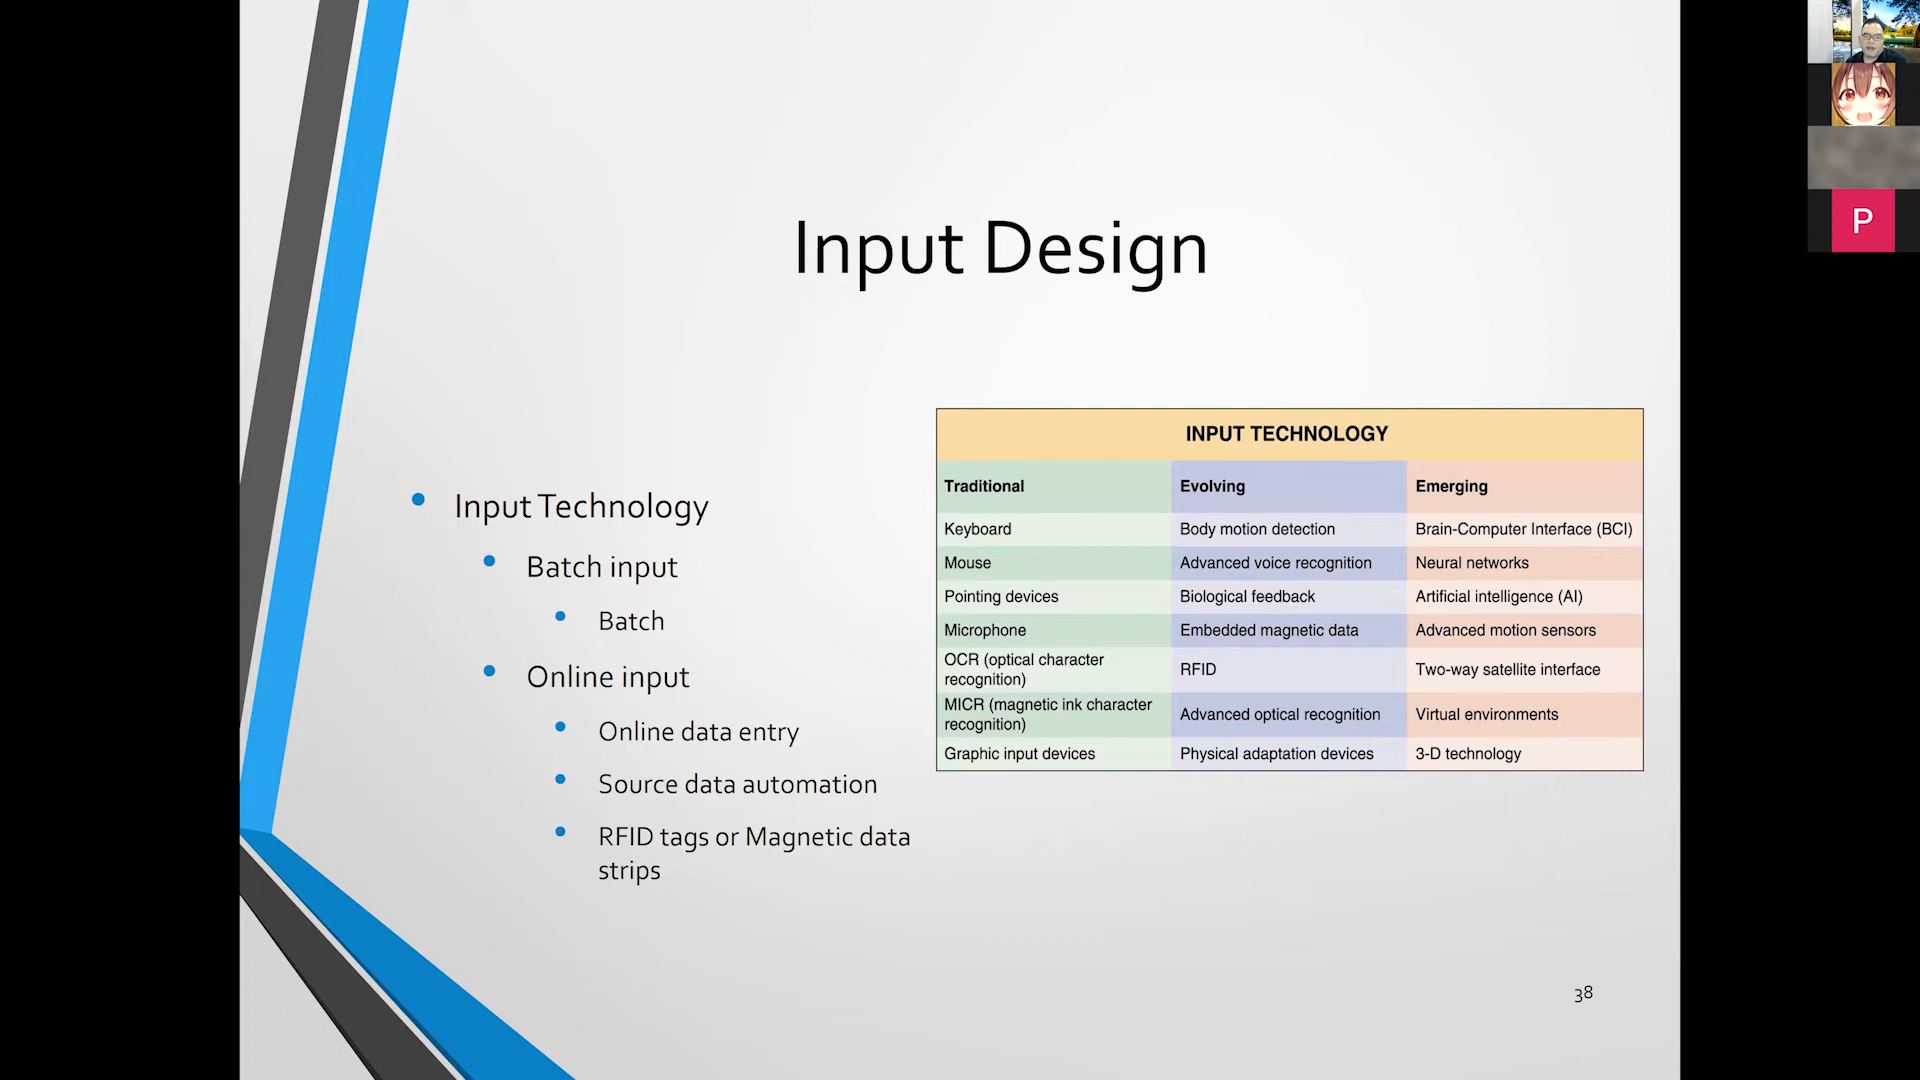 Input Design
Input Technology
Batch input
Batch
Online input
Online data entry
Source data automation
RFID tags or Magnetic data
strips
INPUT TECHNOLOGY
Traditional Evolving Emerging
Keyboard Body motion detection Brain-Computer Interface (BCI)
Mouse Advanced voice recognition Neural networks
Pointing devices Biological feedback Artificial intelligence (AI)
Microphone Embedded magnetic data Advanced motion sensors
OCR (optical character
recognition) RFID Two-way satellite interface
MICR (magnetic ink character
recognition) Advanced optical recognition Virtual environments
Graphic input devices Physical adaptation devices 3-D technology
38
P